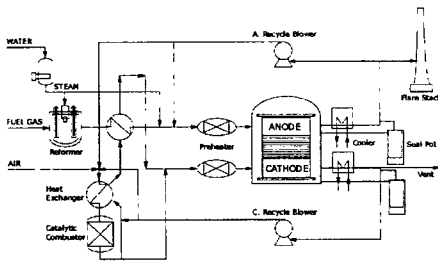 A. Recycle Blower
WATER
STEAM
FUEL GAS
Reformer
Preheater
ANODE
CATHODE
Cooler
Flare Stack
Seal Pot
Vent
AIR
Heat
Exchanger
Catalytic
Combustor
C. Recycle Blower